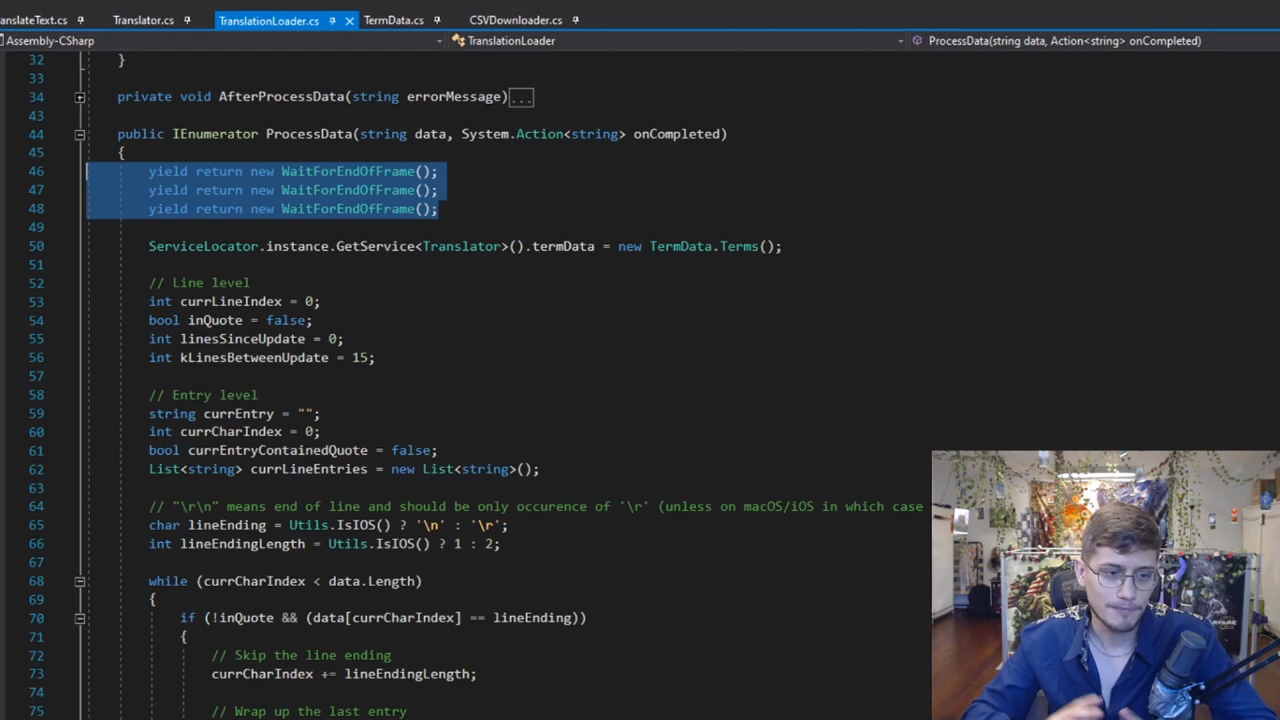 anslateText.cs
Translator.cs
TranslationLoader.cs
TermData.cs
CSVDownloader.cs
Assembly-CSharp
TranslationLoader
ProcessData(string data, Action<string> onCompleted)
32 }
33
34 private void AfterProcessData(string errorMessage)...
43
44 public IEnumerator ProcessData(string data, System.Action<string> onCompleted)
45 {
46 yield return new WaitForEndOfFrame();
47 yield return new WaitForEndOfFrame();
48 yield return new WaitForEndOfFrame();
49
50 ServiceLocator.instance.GetService<Translator>().termData = new TermData.Terms();
51
52 // Line level
53 int currLineIndex = 0;
54 bool inQuote = false;
55 int linesSinceUpdate = 0;
56 int kLinesBetweenUpdate = 15;
57
58 // Entry level
59 string currEntry = "";
60 int currCharIndex = 0;
61 bool currEntryContainedQuote = false;
62 List<string> currLineEntries = new List<string>();
63
64 // "\r\n" means end of line and should be only occurence of '\r' (unless on macOS/iOS in which case
65 char lineEnding = Utils.IsIOS() ? '\n' : '\r';
66 int lineEndingLength = Utils.IsIOS() ? 1 : 2;
67
68 while (currCharIndex < data.Length)
69 {
70 if (!inQuote && (data[currCharIndex] == lineEnding))
71 {
72 // Skip the line ending
73 currCharIndex += lineEndingLength;
74
75 // Wrap up the last entry